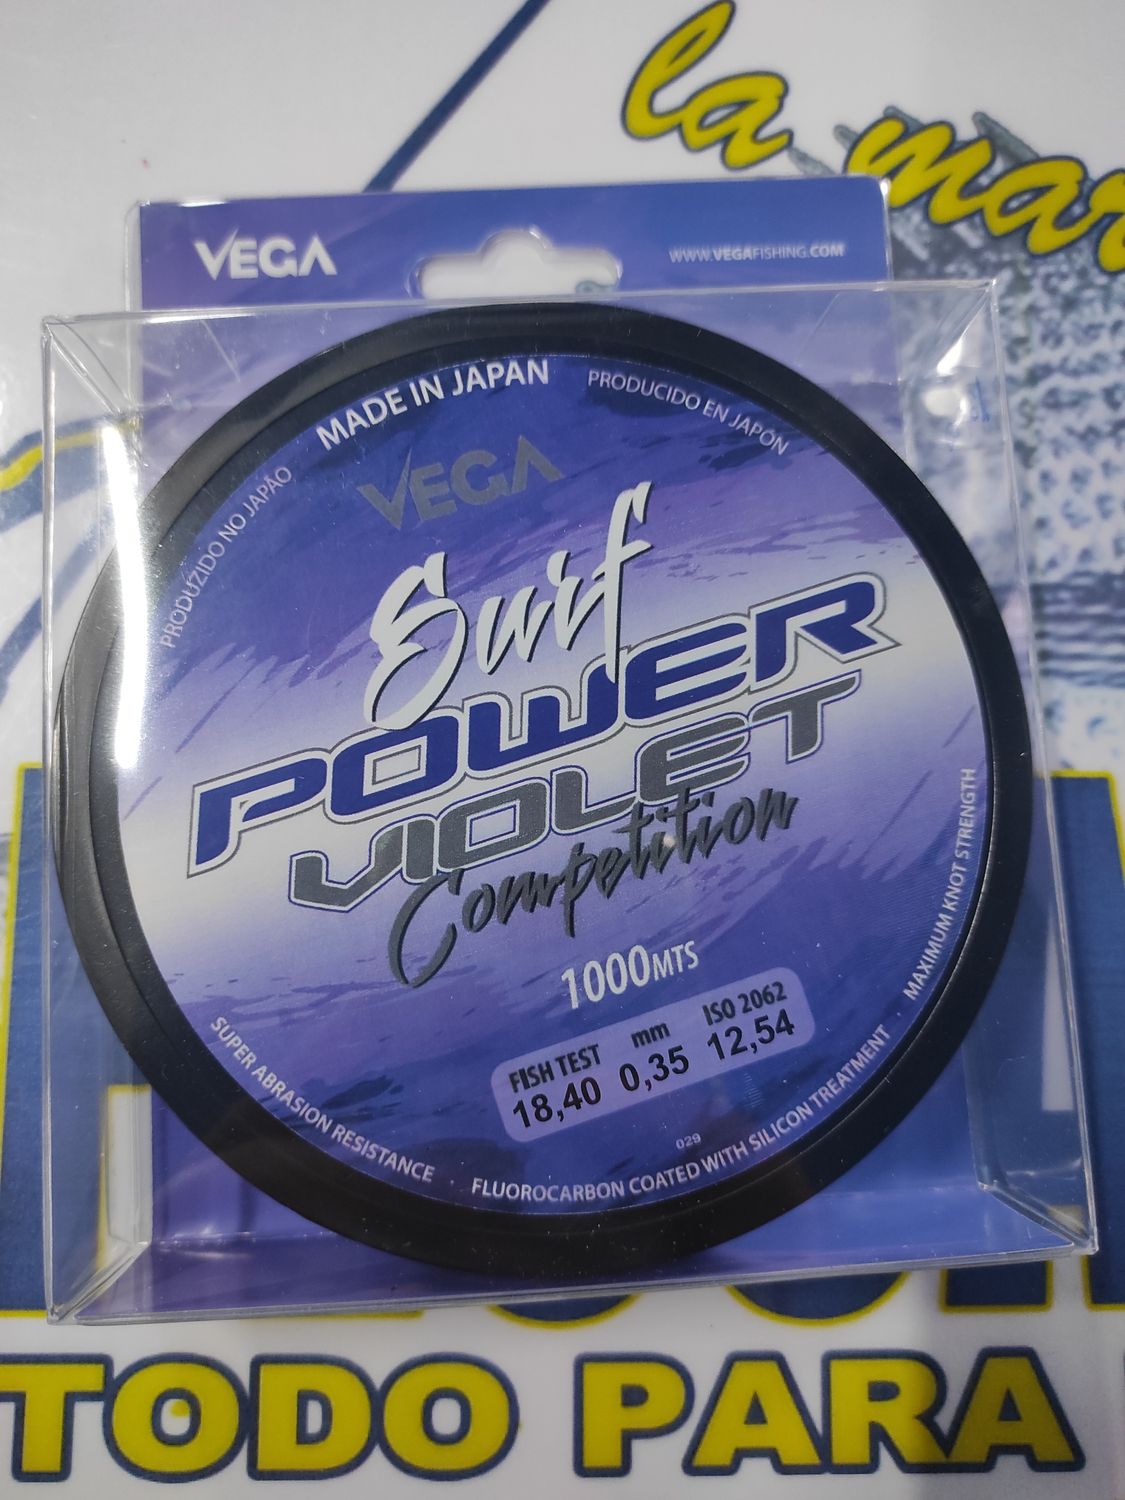 la mar
VEGA
WWW.VEGAFISHING.COM
MADE IN JAPAN
PRODUCIDO EN JAPÓN
PRODUZIDO NO JAPÃO
VEGA
Surf
POWER
VIOLET
Competition
1000MTS
FISH TEST mm ISO 2062
18,40 0,35 12,54
029
SUPER ABRASION RESISTANCE · FLUOROCARBON COATED WITH SILICON TREATMENT · MAXIMUM KNOT STRENGTH
TODO PARA